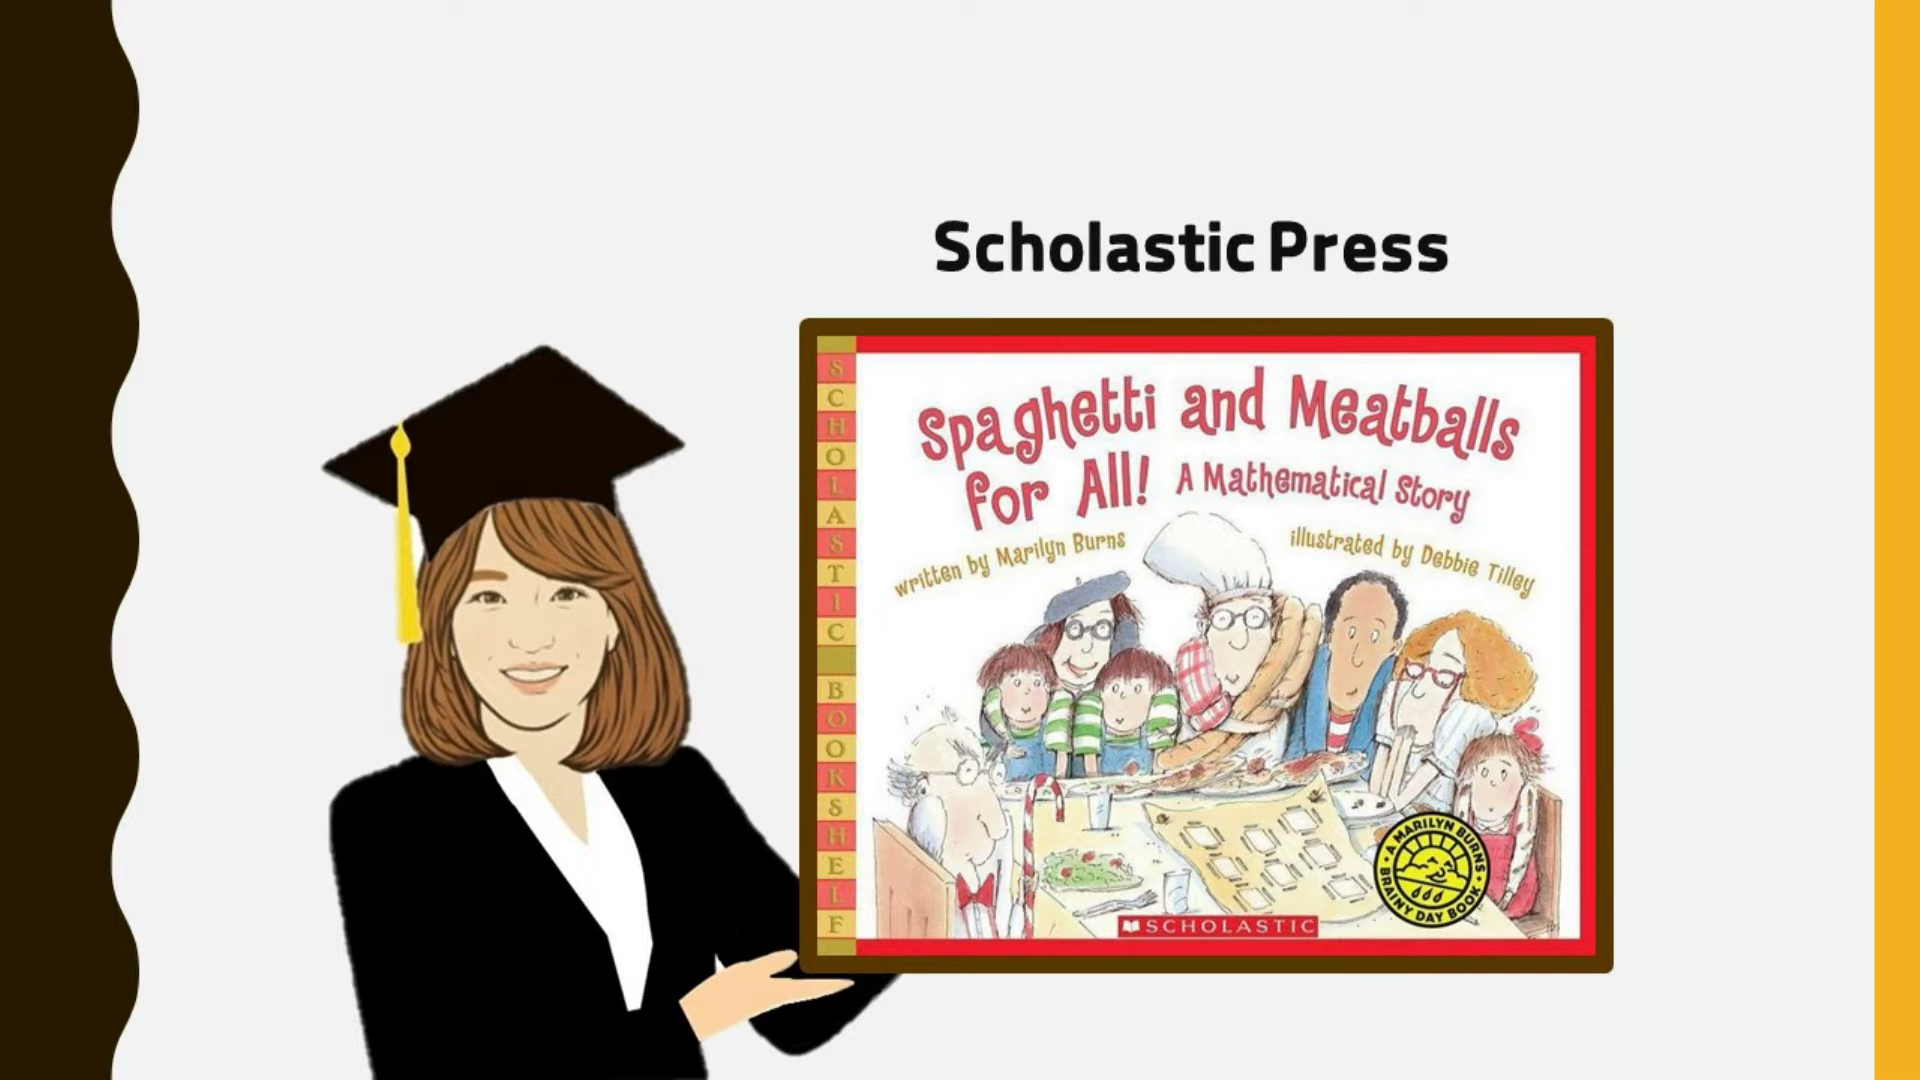 Scholastic Press
SCHOLASTIC BOOKSHELF
Spaghetti and Meatballs
for All! A Mathematical Story
written by Marilyn Burns
illustrated by Debbie Tilley
A MARILYN BURNS
BRAINY DAY BOOK
SCHOLASTIC